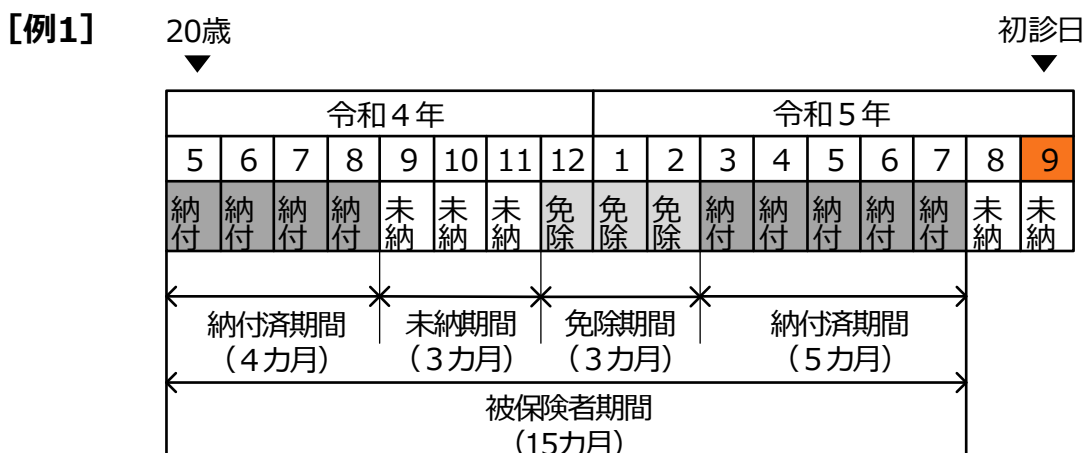 ［例1］ 20歳 初診日
▼ ▼
令和４年 令和５年
5 6 7 8 9 10 11 12 1 2 3 4 5 6 7 8 9
納付 納付 納付 納付 未納 未納 未納 免除 免除 免除 納付 納付 納付 納付 納付 未納 未納
納付済期間 未納期間 免除期間 納付済期間
（４カ月） （３カ月） （３カ月） （５カ月）
被保険者期間
（15カ月）